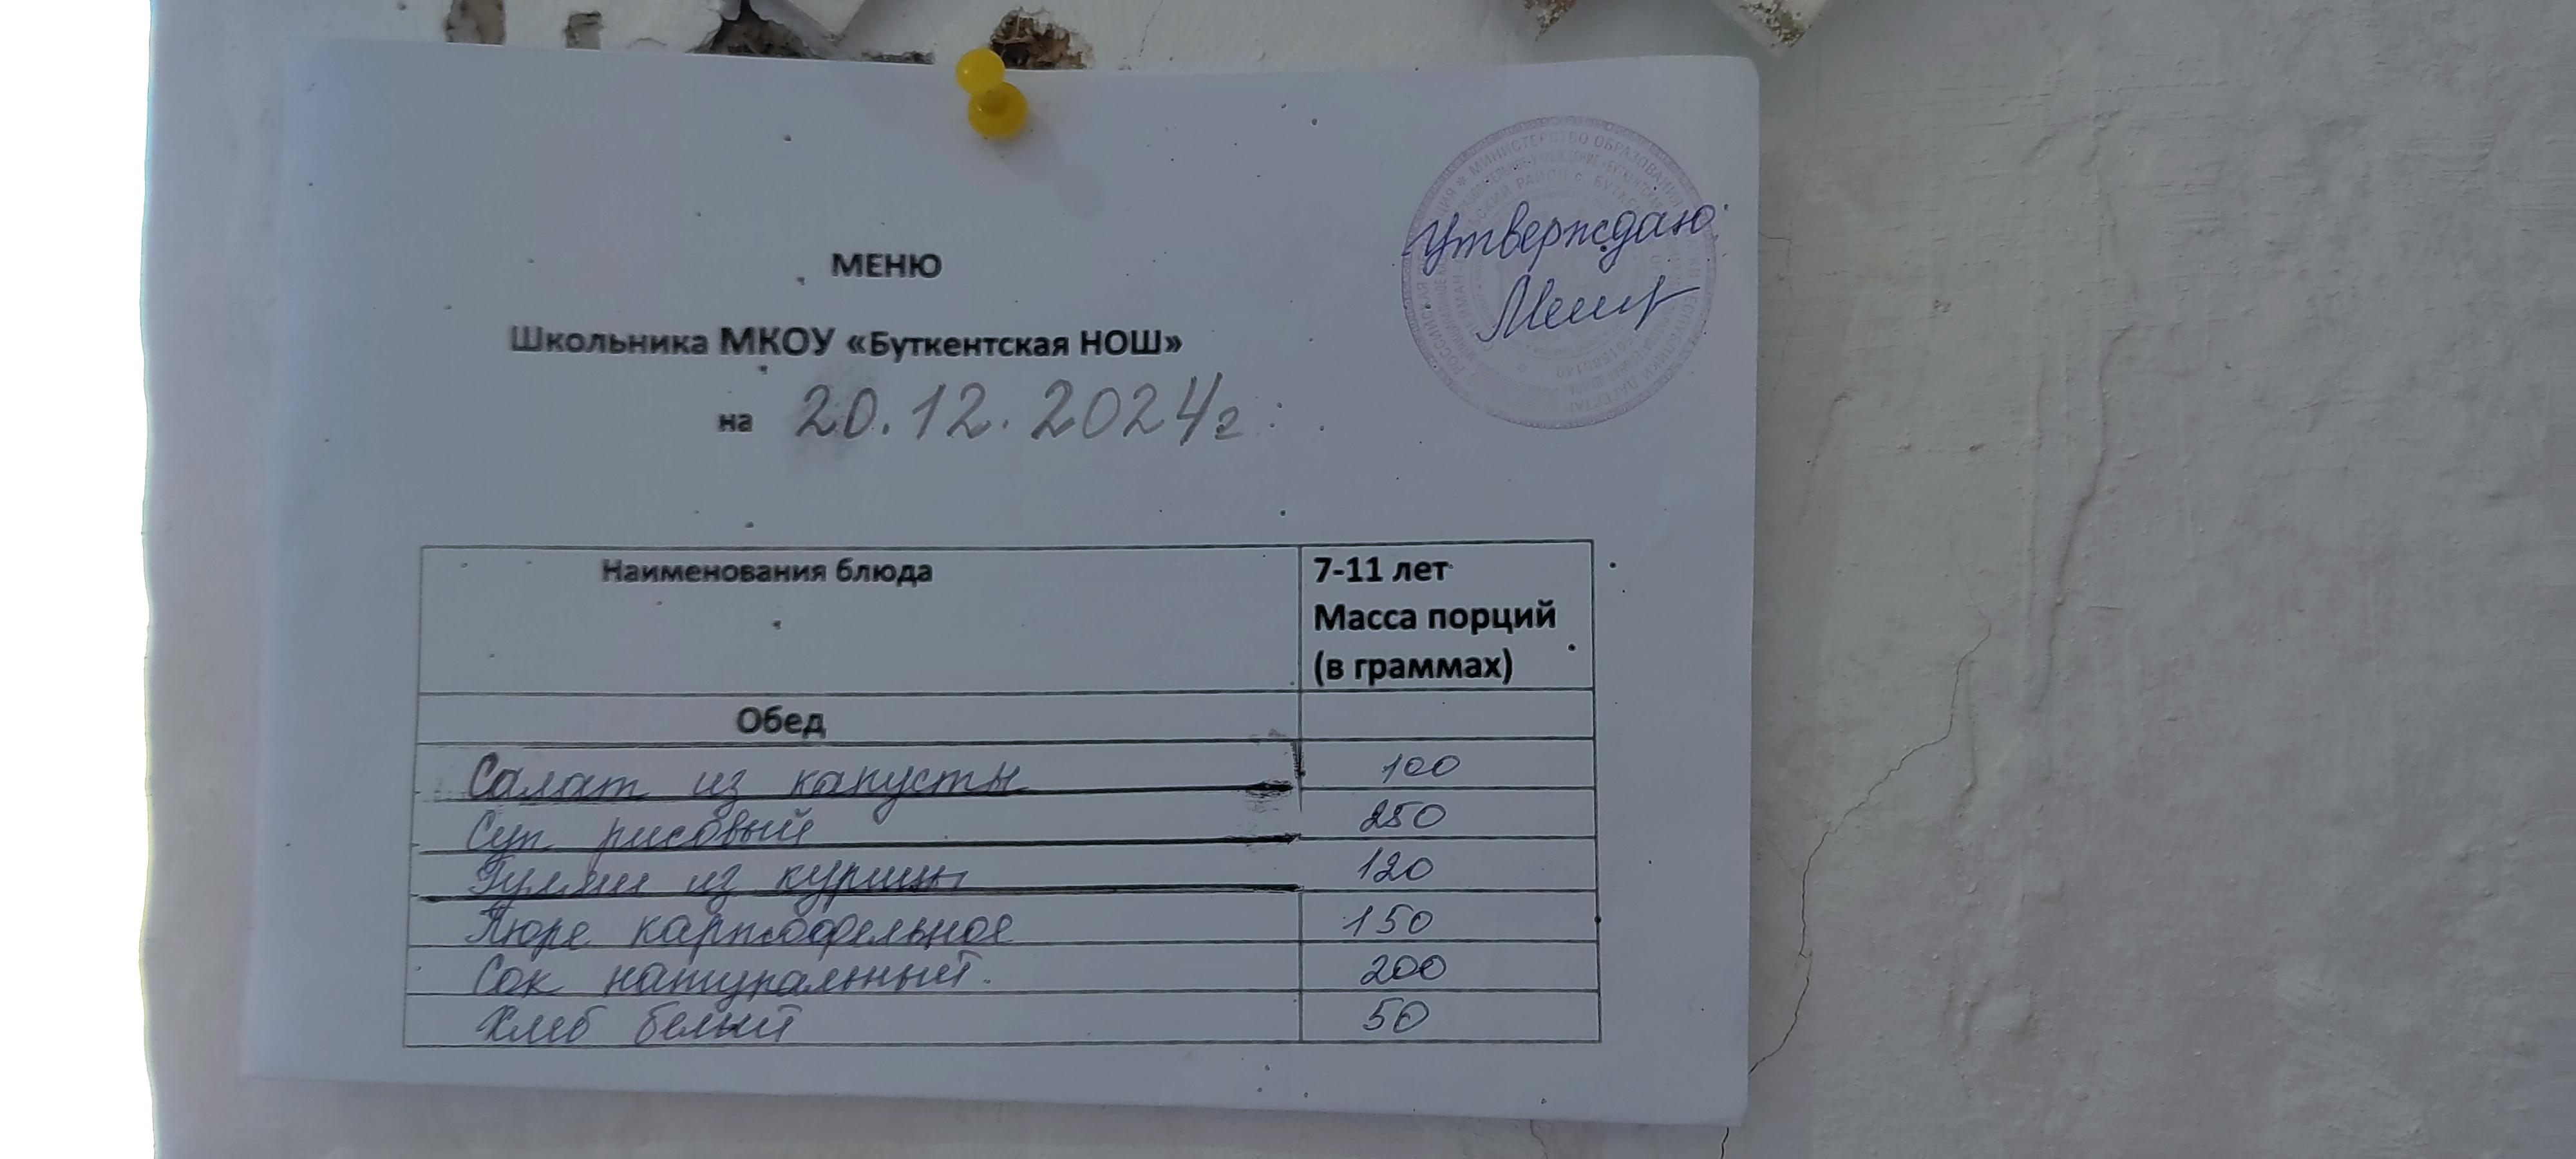 МИНИСТЕРСТВО ОБРАЗОВАНИЯ
Утверждаю
МЕНЮ
Школьника МКОУ «Буткентская НОШ»
на 20.12.2024г.
Наименования блюда 7-11 лет
Масса порций
(в граммах)
Обед
Салат из капусты 100
Суп рисовый 250
Гуляш из курицы 120
Пюре картофельное 150
Сок натуральный. 200
Хлеб белый 50